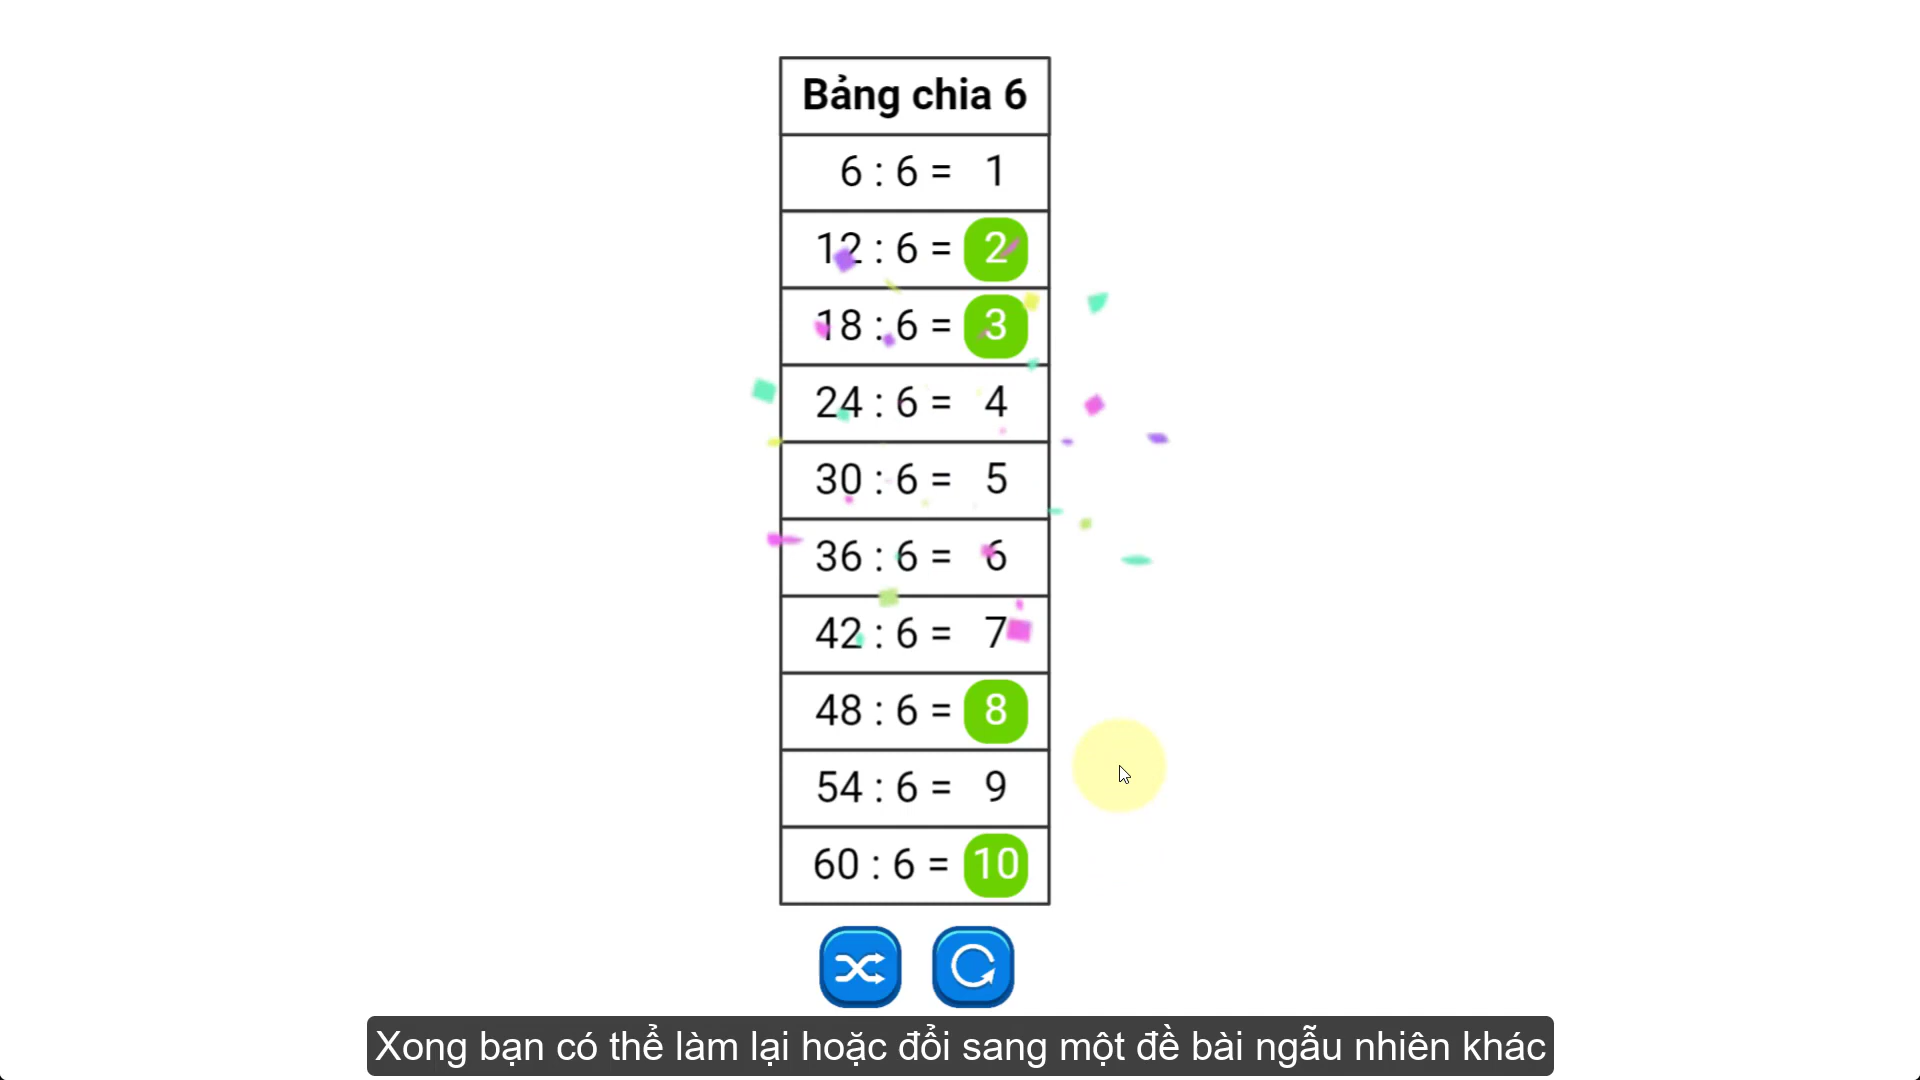 Bảng chia 6
6 : 6 = 1
12 : 6 = 2
18 : 6 = 3
24 : 6 = 4
30 : 6 = 5
36 : 6 = 6
42 : 6 = 7
48 : 6 = 8
54 : 6 = 9
60 : 6 = 10
Xong bạn có thể làm lại hoặc đổi sang một đề bài ngẫu nhiên khác